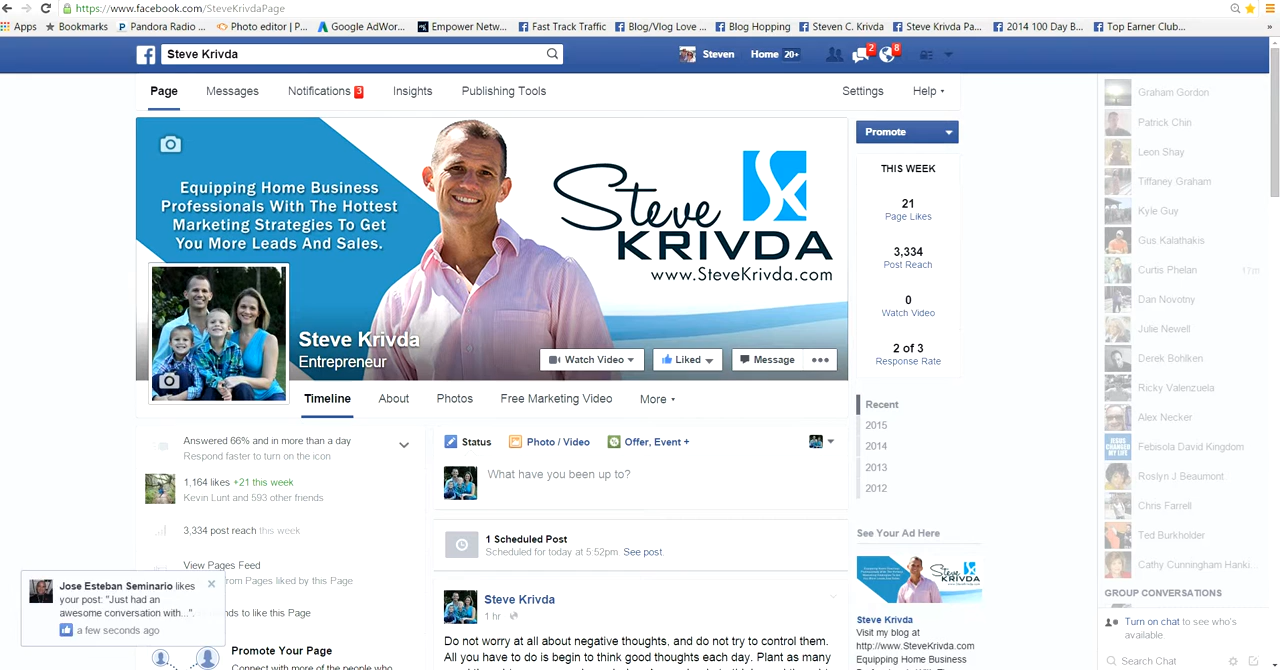 https://www.facebook.com/SteveKrivdaPage
Apps
Bookmarks
Pandora Radio ...
Photo editor | P...
Google AdWor...
Empower Netw...
Fast Track Traffic
Blog/Vlog Love ...
Blog Hopping
Steven C. Krivda
Steve Krivda Pa...
2014 100 Day B...
Top Earner Club...
»
Steve Krivda
Steven
Home 20+
2
8
Page
Messages
Notifications 3
Insights
Publishing Tools
Settings
Help
Equipping Home Business
Professionals With The Hottest
Marketing Strategies To Get
You More Leads And Sales.
Steve
KRIVDA
www.SteveKrivda.com
Steve Krivda
Entrepreneur
Watch Video
Liked
Message
Timeline
About
Photos
Free Marketing Video
More
Promote
THIS WEEK
21
Page Likes
3,334
Post Reach
0
Watch Video
2 of 3
Response Rate
Recent
2015
2014
2013
2012
Answered 66% and in more than a day
Respond faster to turn on the icon
1,164 likes +21 this week
Kevin Lunt and 593 other friends
3,334 post reach this week
View Pages Feed
from Pages liked by this Page
to like this Page
Promote Your Page
Connect with more of the people
Jose Esteban Seminario likes
your post: "Just had an
awesome conversation with...".
a few seconds ago
Status
Photo / Video
Offer, Event +
What have you been up to?
1 Scheduled Post
Scheduled for today at 5:52pm. See post.
Steve Krivda
1 hr
Do not worry at all about negative thoughts, and do not try to control them.
All you have to do is begin to think good thoughts each day. Plant as many
See Your Ad Here
Steve
KRIVDA
Steve Krivda
Visit my blog at
http://www.SteveKrivda.com
Equipping Home Business
Professionals With The Hottest
Graham Gordon
Patrick Chin
Leon Shay
Tiffaney Graham
Kyle Guy
Gus Kalathakis
Curtis Phelan 17m
Dan Novotny
Julie Newell
Derek Bohlken
Ricky Valenzuela
Alex Necker
Febisola David Kingdom
Roslyn J Beaumont
Chris Farrell
Ted Burkholder
Cathy Cunningham Hanki...
GROUP CONVERSATIONS
Turn on chat to see who's
available.
Search Chat